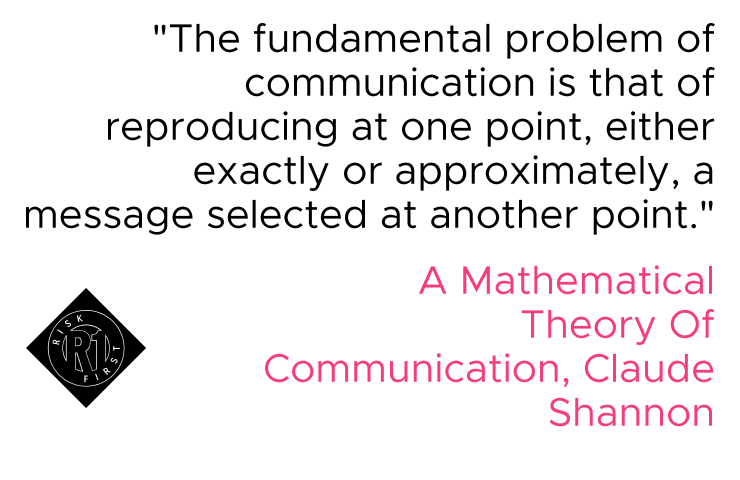 "The fundamental problem of
communication is that of
reproducing at one point, either
exactly or approximately, a
message selected at another point."
A Mathematical
Theory Of
Communication, Claude
Shannon
RISK
R1
FIRST